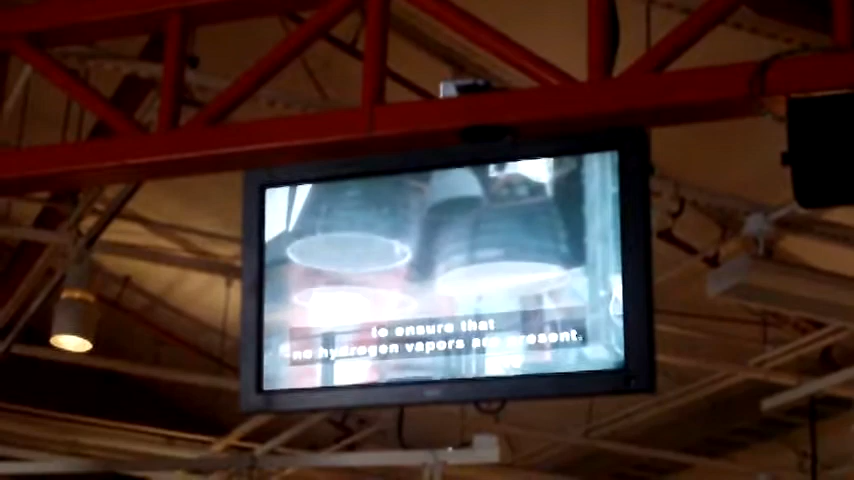 to ensure that
no hydrogen vapors are present.